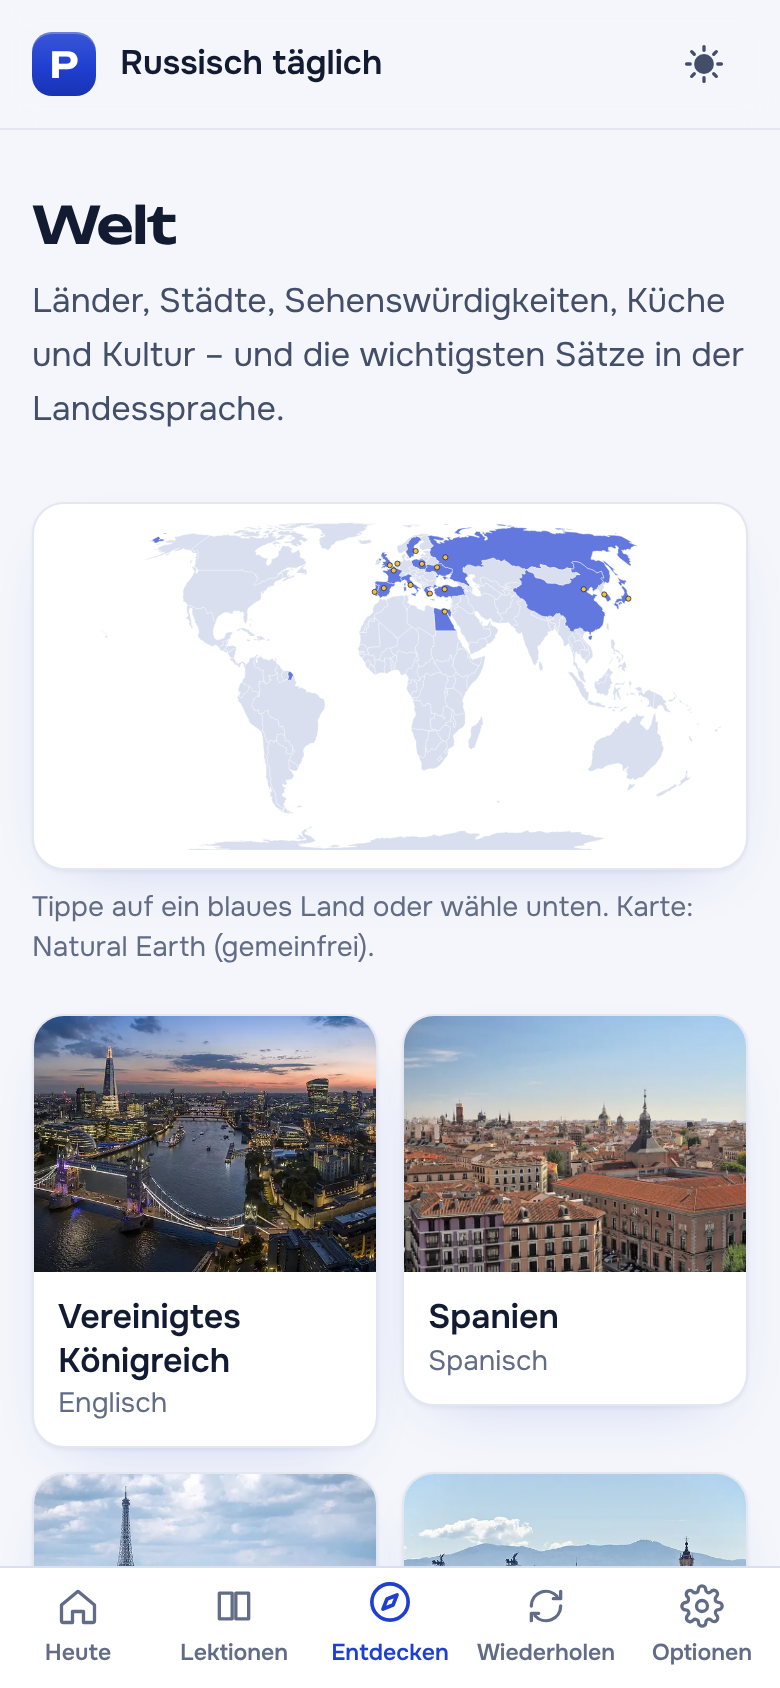 P
Russisch täglich
Welt
Länder, Städte, Sehenswürdigkeiten, Küche
und Kultur – und die wichtigsten Sätze in der
Landessprache.
Tippe auf ein blaues Land oder wähle unten. Karte:
Natural Earth (gemeinfrei).
Vereinigtes
Königreich
Englisch
Spanien
Spanisch
Heute
Lektionen
Entdecken
Wiederholen
Optionen